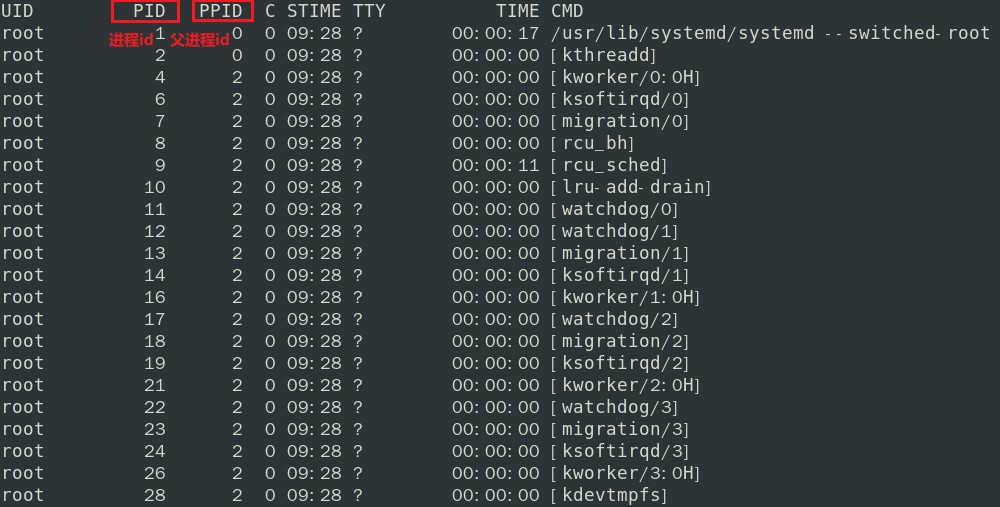 UID PID PPID C STIME TTY TIME CMD
root 1 0 0 09:28 ? 00:00:17 /usr/lib/systemd/systemd --switched-root
进程id 父进程id
root 2 0 0 09:28 ? 00:00:00 [kthreadd]
root 4 2 0 09:28 ? 00:00:00 [kworker/0:0H]
root 6 2 0 09:28 ? 00:00:00 [ksoftirqd/0]
root 7 2 0 09:28 ? 00:00:00 [migration/0]
root 8 2 0 09:28 ? 00:00:00 [rcu_bh]
root 9 2 0 09:28 ? 00:00:11 [rcu_sched]
root 10 2 0 09:28 ? 00:00:00 [lru-add-drain]
root 11 2 0 09:28 ? 00:00:00 [watchdog/0]
root 12 2 0 09:28 ? 00:00:00 [watchdog/1]
root 13 2 0 09:28 ? 00:00:00 [migration/1]
root 14 2 0 09:28 ? 00:00:00 [ksoftirqd/1]
root 16 2 0 09:28 ? 00:00:00 [kworker/1:0H]
root 17 2 0 09:28 ? 00:00:00 [watchdog/2]
root 18 2 0 09:28 ? 00:00:00 [migration/2]
root 19 2 0 09:28 ? 00:00:00 [ksoftirqd/2]
root 21 2 0 09:28 ? 00:00:00 [kworker/2:0H]
root 22 2 0 09:28 ? 00:00:00 [watchdog/3]
root 23 2 0 09:28 ? 00:00:00 [migration/3]
root 24 2 0 09:28 ? 00:00:00 [ksoftirqd/3]
root 26 2 0 09:28 ? 00:00:00 [kworker/3:0H]
root 28 2 0 09:28 ? 00:00:00 [kdevtmpfs]